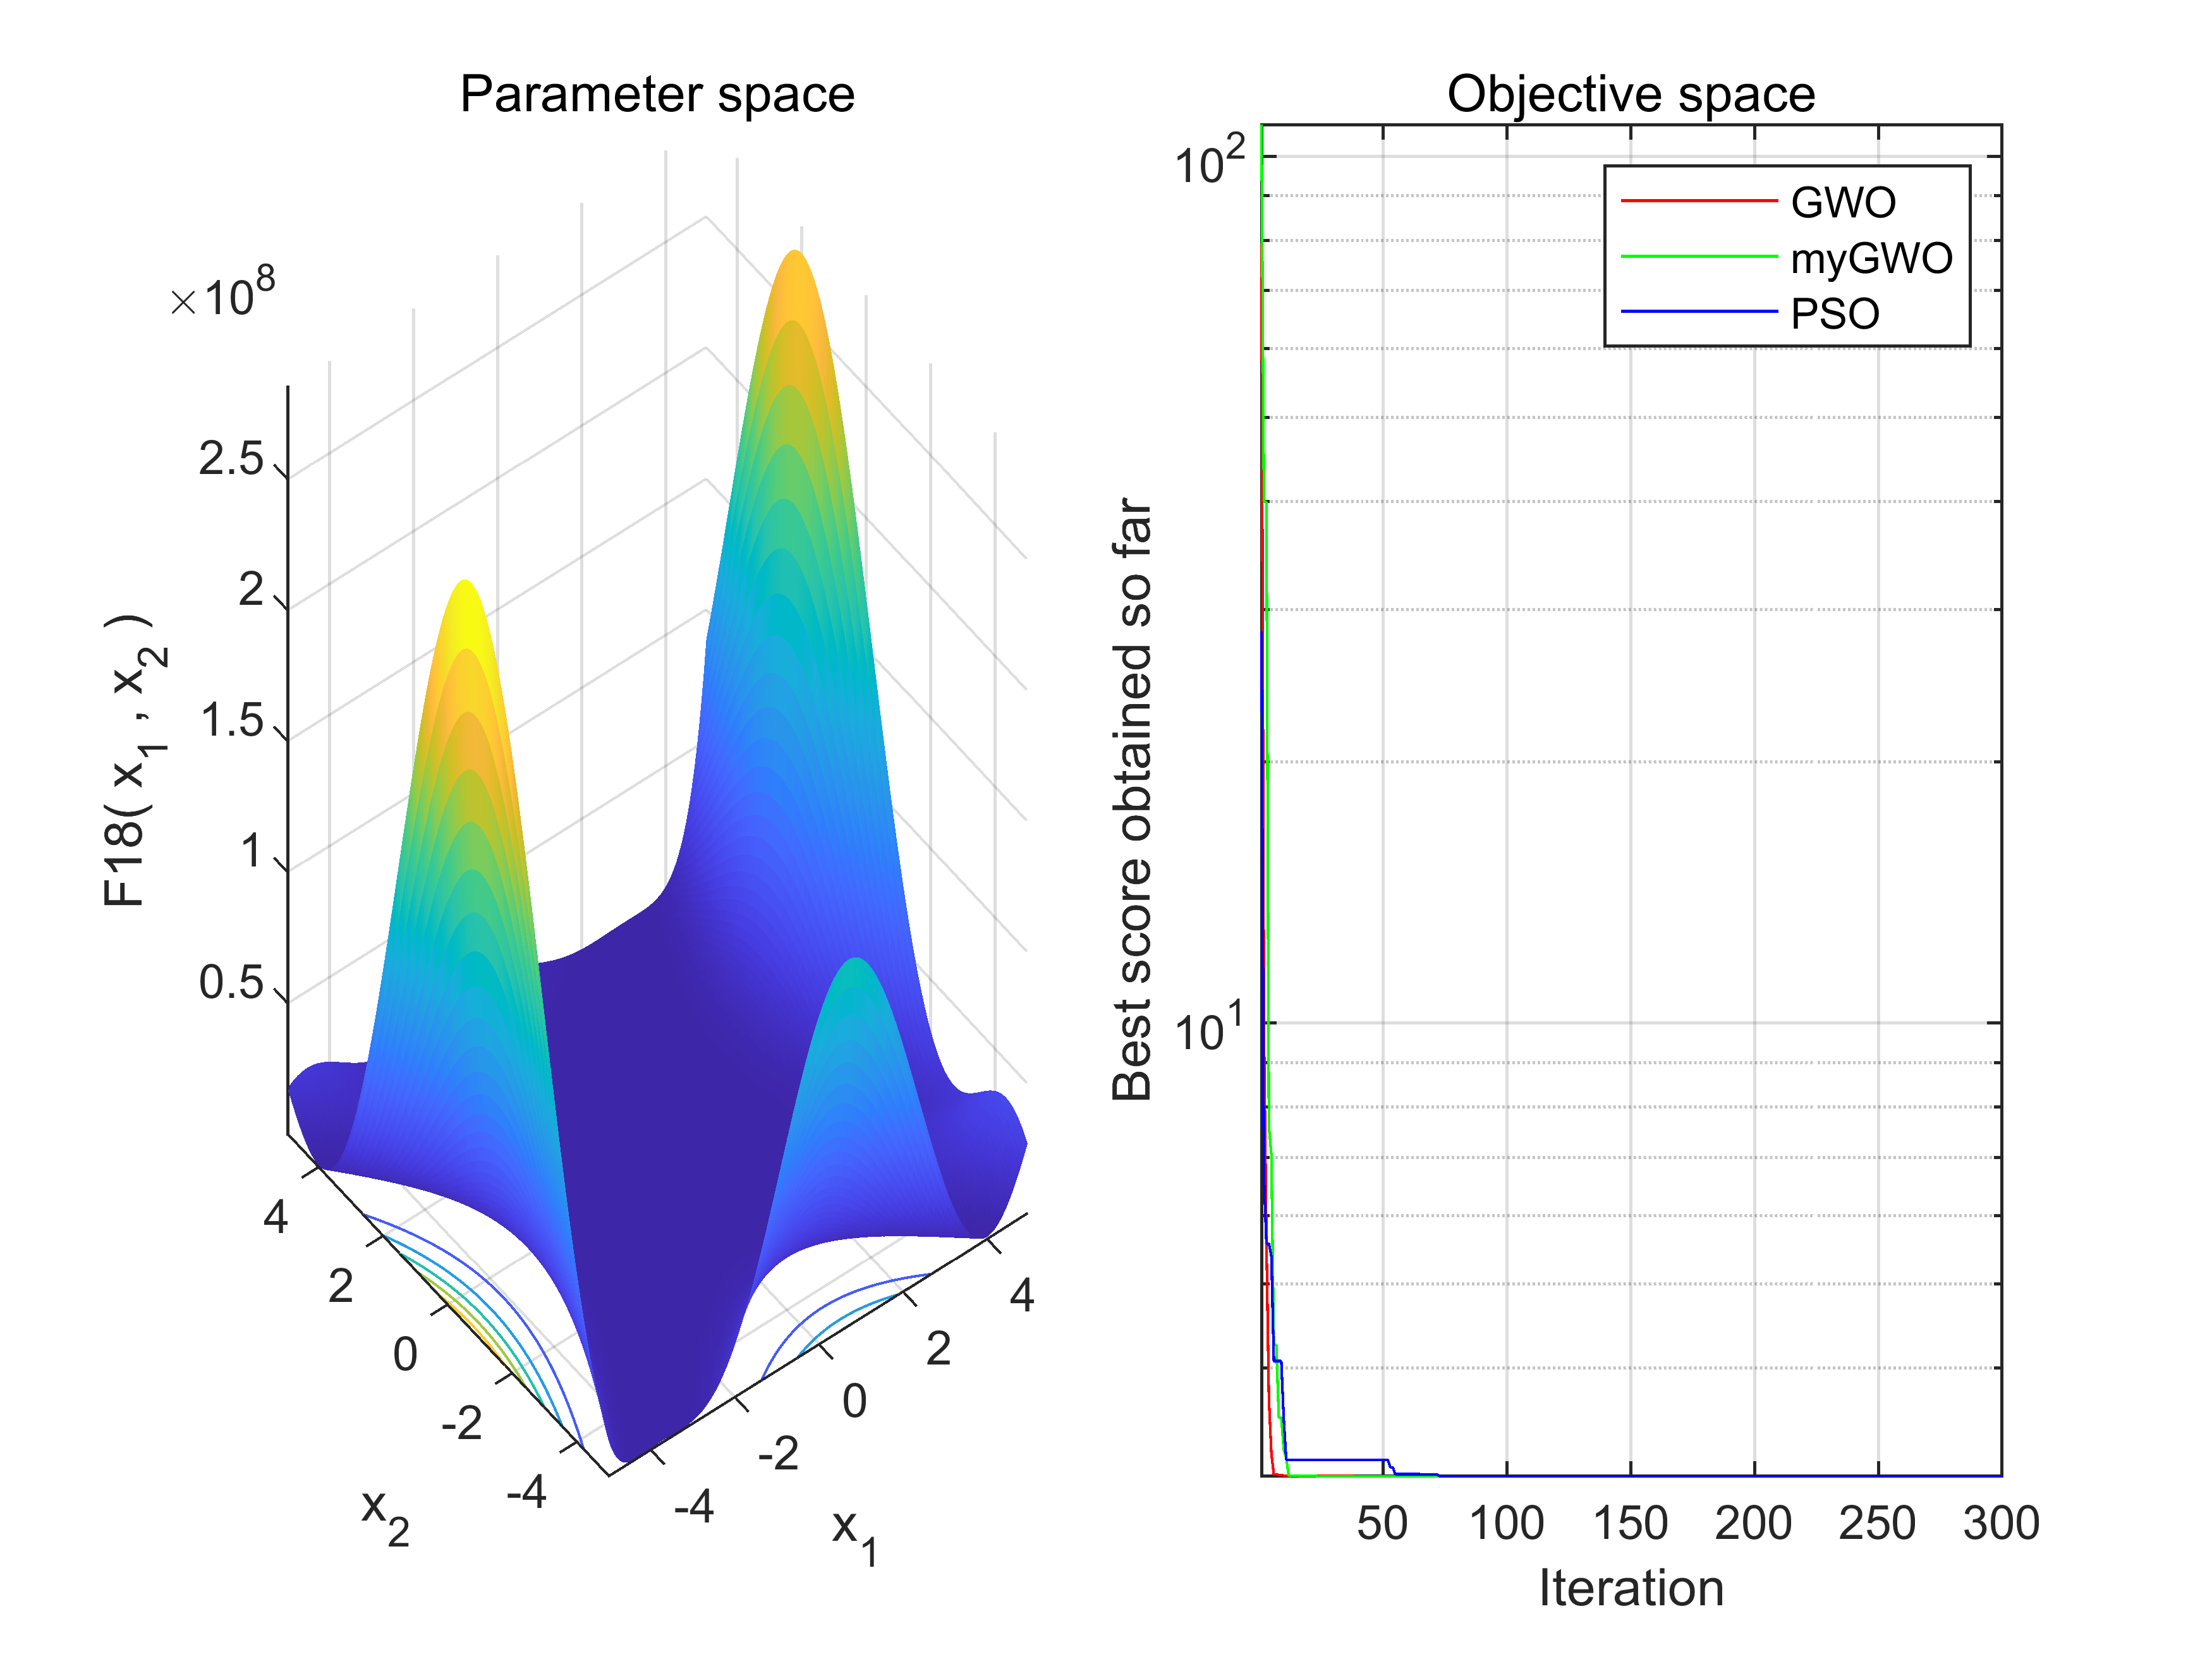 Parameter space
×10^8
2.5
2
1.5
1
0.5
F18( x_1 , x_2 )
4
2
0
-2
-4
x_2
-4
-2
0
2
4
x_1
Objective space
10^2
10^1
Best score obtained so far
GWO
myGWO
PSO
50 100 150 200 250 300
Iteration